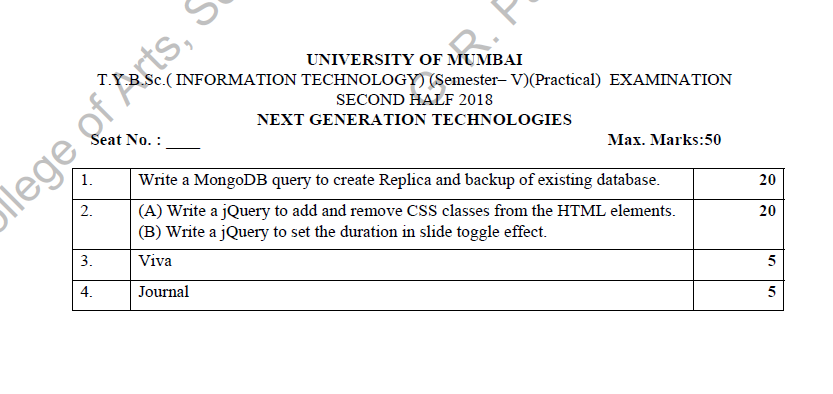 UNIVERSITY OF MUMBAI
T.Y.B.Sc.( INFORMATION TECHNOLOGY) (Semester– V)(Practical) EXAMINATION
SECOND HALF 2018
NEXT GENERATION TECHNOLOGIES
Seat No. : ____ Max. Marks:50
1. Write a MongoDB query to create Replica and backup of existing database. 20
2. (A) Write a jQuery to add and remove CSS classes from the HTML elements. 20
(B) Write a jQuery to set the duration in slide toggle effect.
3. Viva 5
4. Journal 5
of Arts,
G. R.